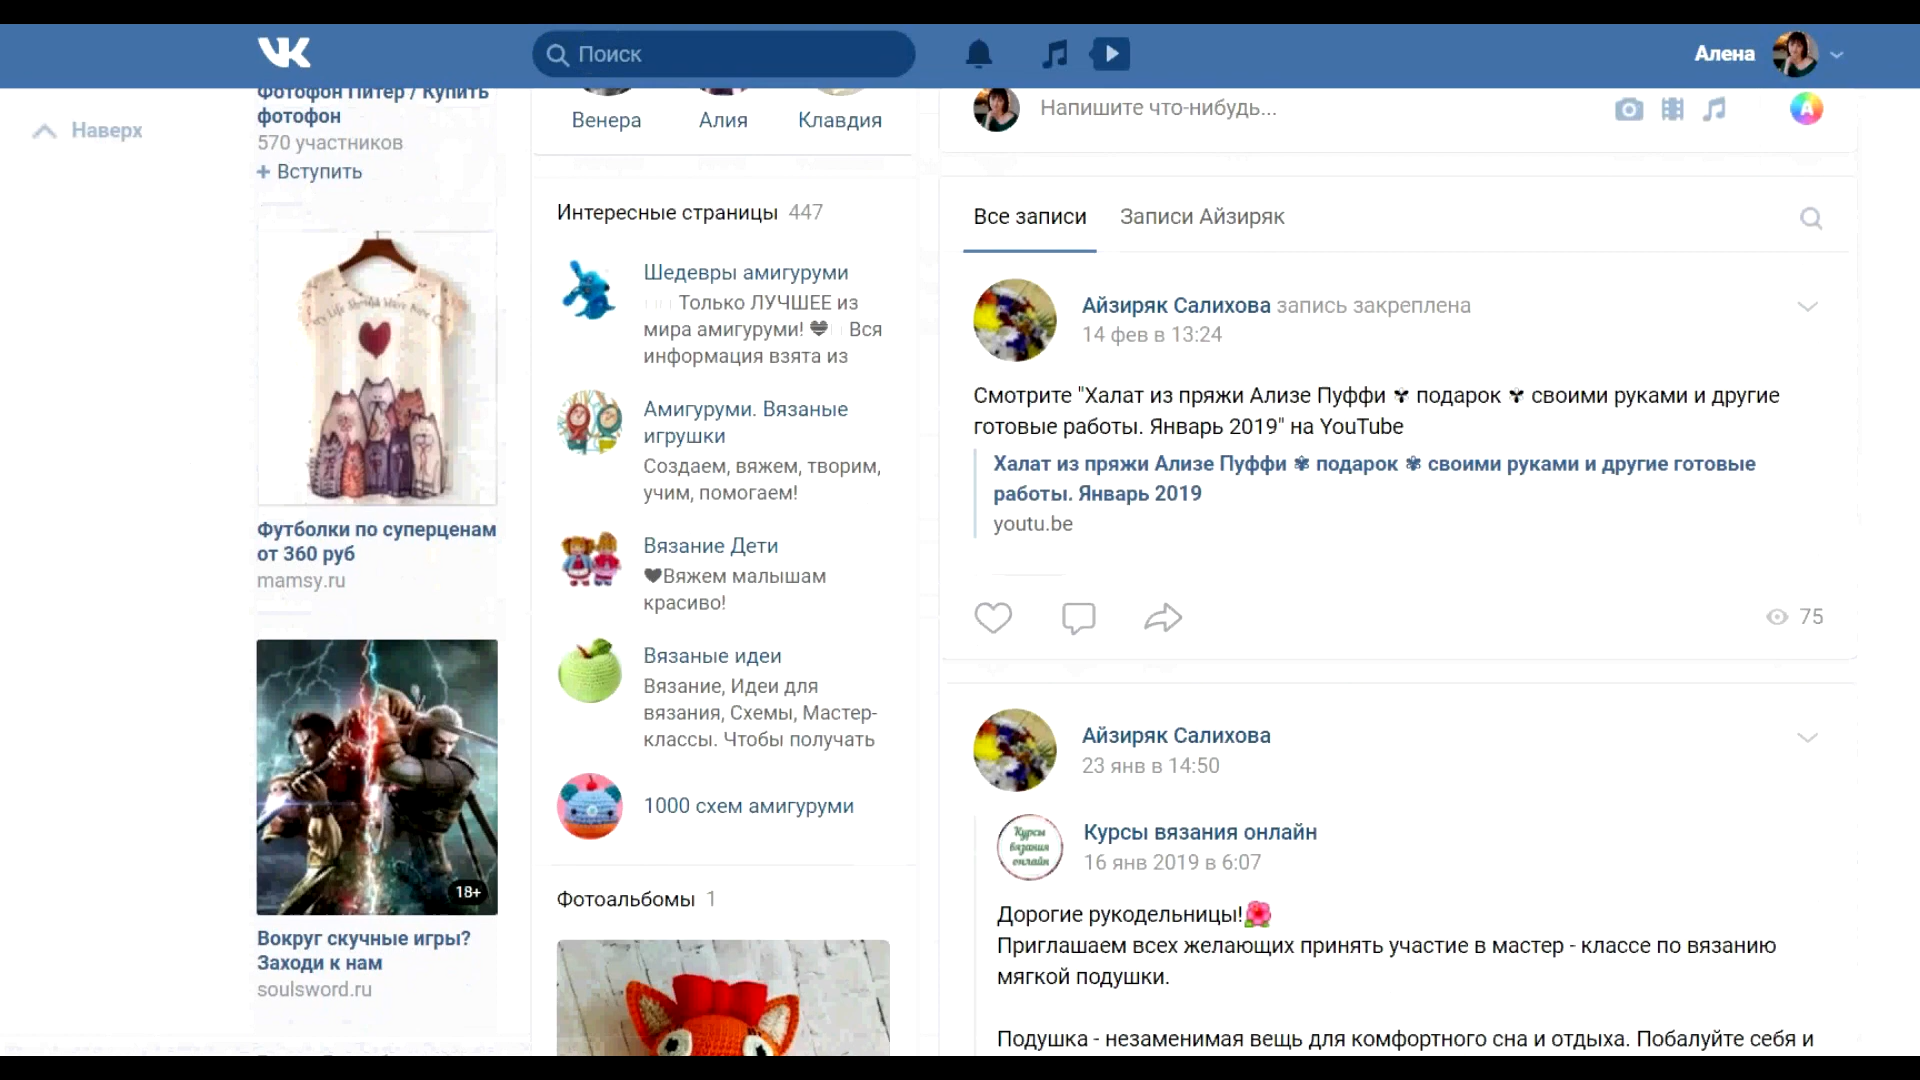 Поиск
Алена
Наверх
Фотофон Питер / Купить
фотофон
570 участников
+ Вступить
Футболки по суперценам
от 360 руб
mamsy.ru
18+
Вокруг скучные игры?
Заходи к нам
soulsword.ru
Венера
Алия
Клавдия
Интересные страницы 447
Шедевры амигуруми
Только ЛУЧШЕЕ из
мира амигуруми! Вся
информация взята из
Амигуруми. Вязаные
игрушки
Создаем, вяжем, творим,
учим, помогаем!
Вязание Дети
Вяжем малышам
красиво!
Вязаные идеи
Вязание, Идеи для
вязания, Схемы, Мастер-
классы. Чтобы получать
1000 схем амигуруми
Фотоальбомы 1
Напишите что-нибудь...
Все записи
Записи Айзиряк
Айзиряк Салихова запись закреплена
14 фев в 13:24
Смотрите "Халат из пряжи Ализе Пуффи подарок своими руками и другие
готовые работы. Январь 2019" на YouTube
Халат из пряжи Ализе Пуффи подарок своими руками и другие готовые
работы. Январь 2019
youtu.be
75
Айзиряк Салихова
23 янв в 14:50
Курсы
вязания
онлайн
Курсы вязания онлайн
16 янв 2019 в 6:07
Дорогие рукодельницы!
Приглашаем всех желающих принять участие в мастер - классе по вязанию
мягкой подушки.
Подушка - незаменимая вещь для комфортного сна и отдыха. Побалуйте себя и